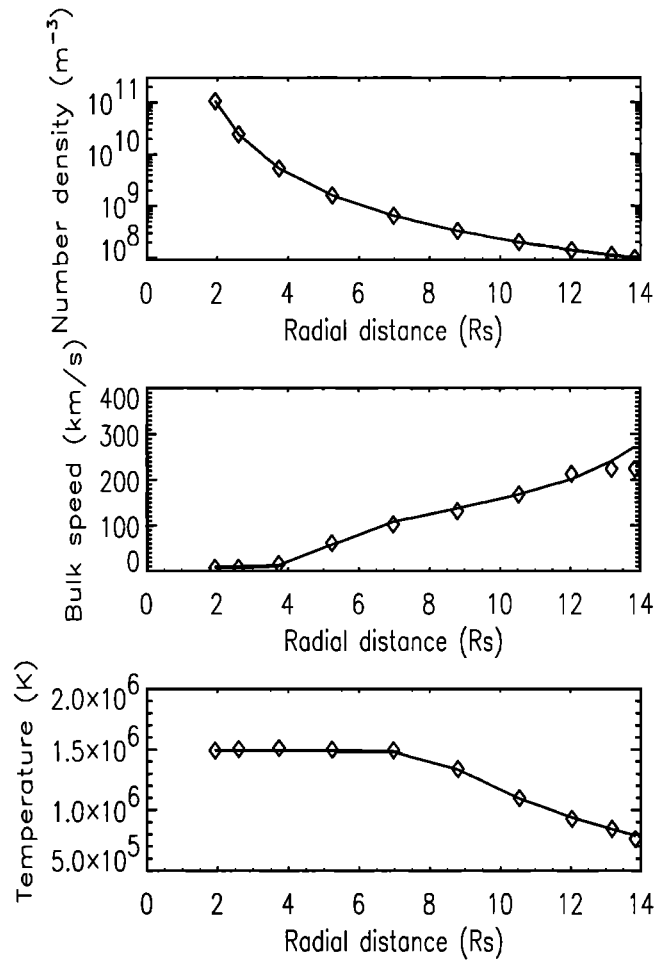 Number density (m⁻³)
10¹¹
10¹⁰
10⁹
10⁸
0 2 4 6 8 10 12 14
Radial distance (Rs)
Bulk speed (km/s)
400
300
200
100
0
0 2 4 6 8 10 12 14
Radial distance (Rs)
Temperature (K)
2.0×10⁶
1.5×10⁶
1.0×10⁶
5.0×10⁵
0 2 4 6 8 10 12 14
Radial distance (Rs)